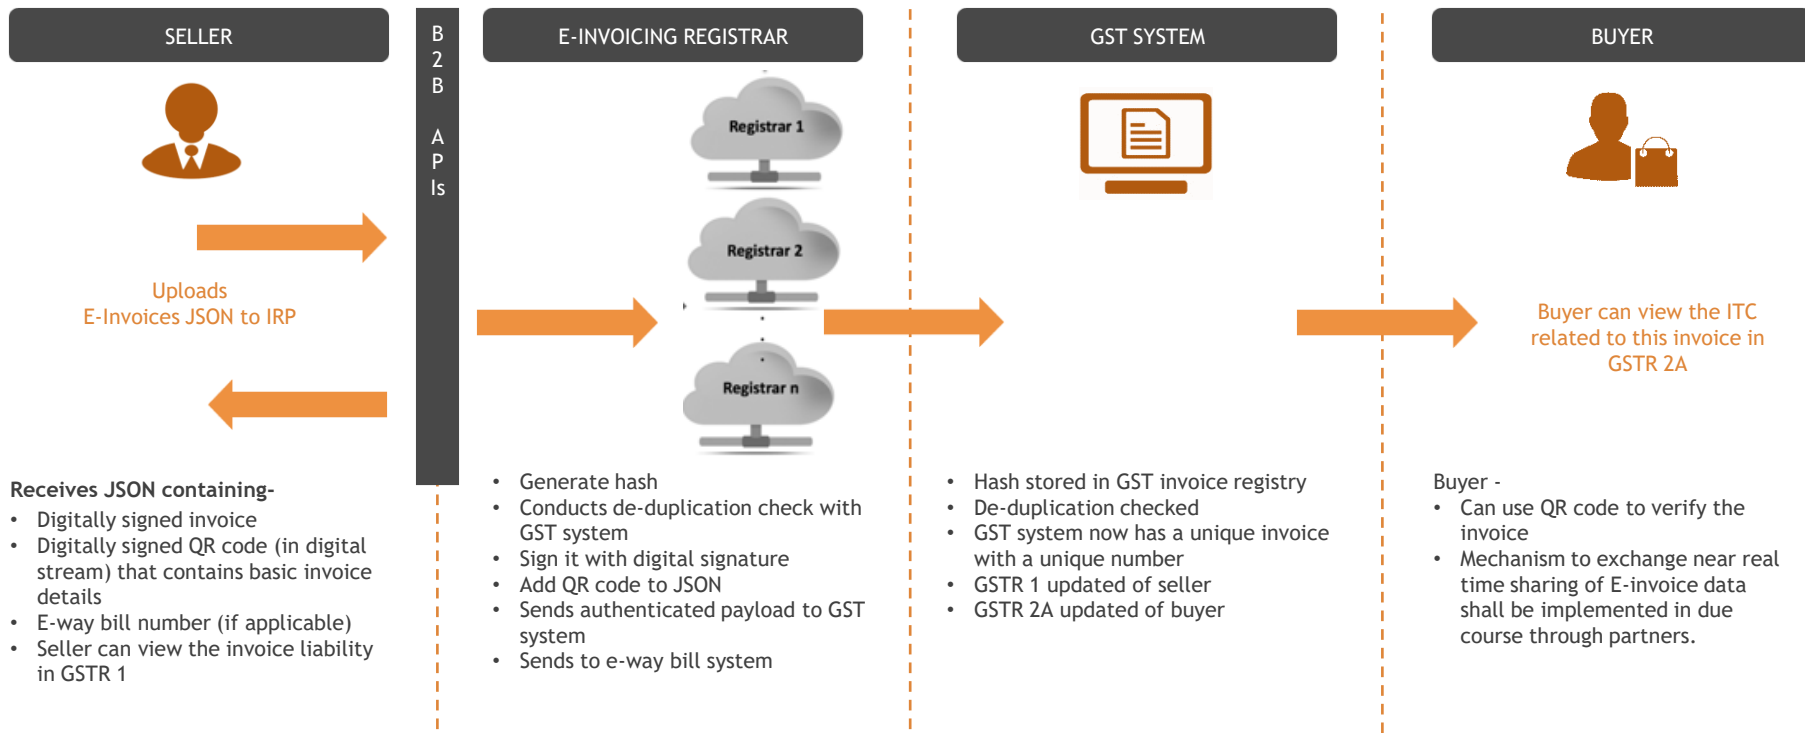 SELLER
B
2
B
A
P
Is
E-INVOICING REGISTRAR
GST SYSTEM
BUYER
Registrar 1
Registrar 2
Registrar n
Uploads
E-Invoices JSON to IRP
Buyer can view the ITC
related to this invoice in
GSTR 2A
Receives JSON containing-
• Digitally signed invoice
• Digitally signed QR code (in digital
stream) that contains basic invoice
details
• E-way bill number (if applicable)
• Seller can view the invoice liability
in GSTR 1
• Generate hash
• Conducts de-duplication check with
GST system
• Sign it with digital signature
• Add QR code to JSON
• Sends authenticated payload to GST
system
• Sends to e-way bill system
• Hash stored in GST invoice registry
• De-duplication checked
• GST system now has a unique invoice
with a unique number
• GSTR 1 updated of seller
• GSTR 2A updated of buyer
Buyer -
• Can use QR code to verify the
invoice
• Mechanism to exchange near real
time sharing of E-invoice data
shall be implemented in due
course through partners.